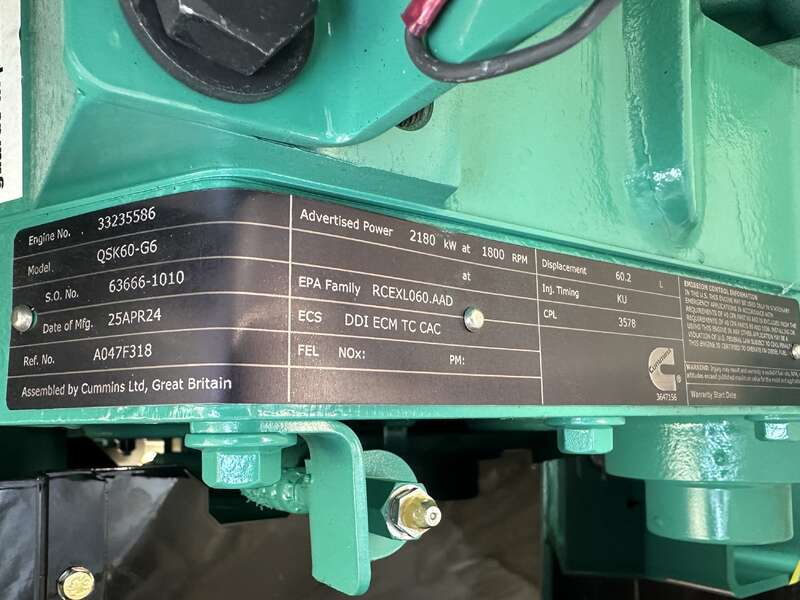 Engine No. 33235586
Model QSK60-G6
S.O. No. 63666-1010
Date of Mfg. 25APR24
Ref. No. A047F318
Assembled by Cummins Ltd, Great Britain
Advertised Power 2180 kW at 1800 RPM
at
EPA Family RCEXL060.AAD
ECS DDI ECM TC CAC
FEL NOx: PM:
Displacement 60.2 L
Inj. Timing KU
CPL 3578
Cummins
3647156
EMISSION CONTROL INFORMATION
Warranty Start Date: